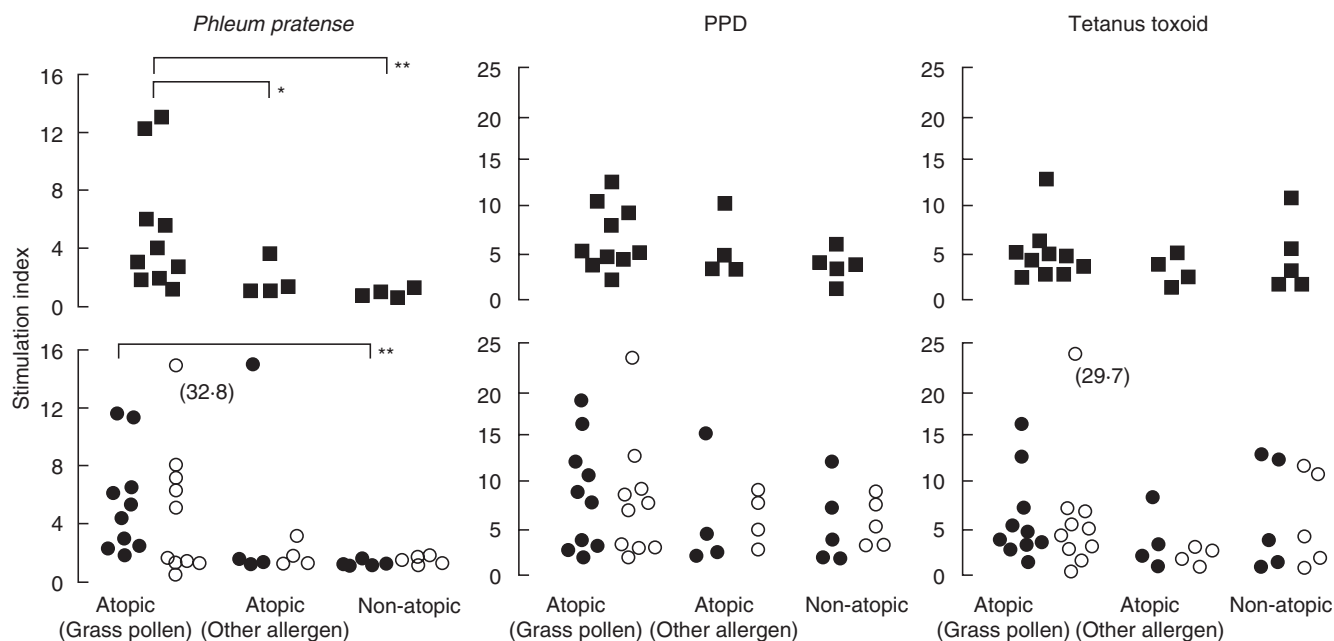 Phleum pratense
PPD
Tetanus toxoid
Stimulation index
16
12
8
4
0
**
*
25
20
15
10
5
0
25
20
15
10
5
0
16
12
8
4
0
**
(32·8)
25
20
15
10
5
0
25
20
15
10
5
0
(29·7)
Atopic
(Grass pollen)
Atopic
(Other allergen)
Non-atopic
Atopic
(Grass pollen)
Atopic
(Other allergen)
Non-atopic
Atopic
(Grass pollen)
Atopic
(Other allergen)
Non-atopic